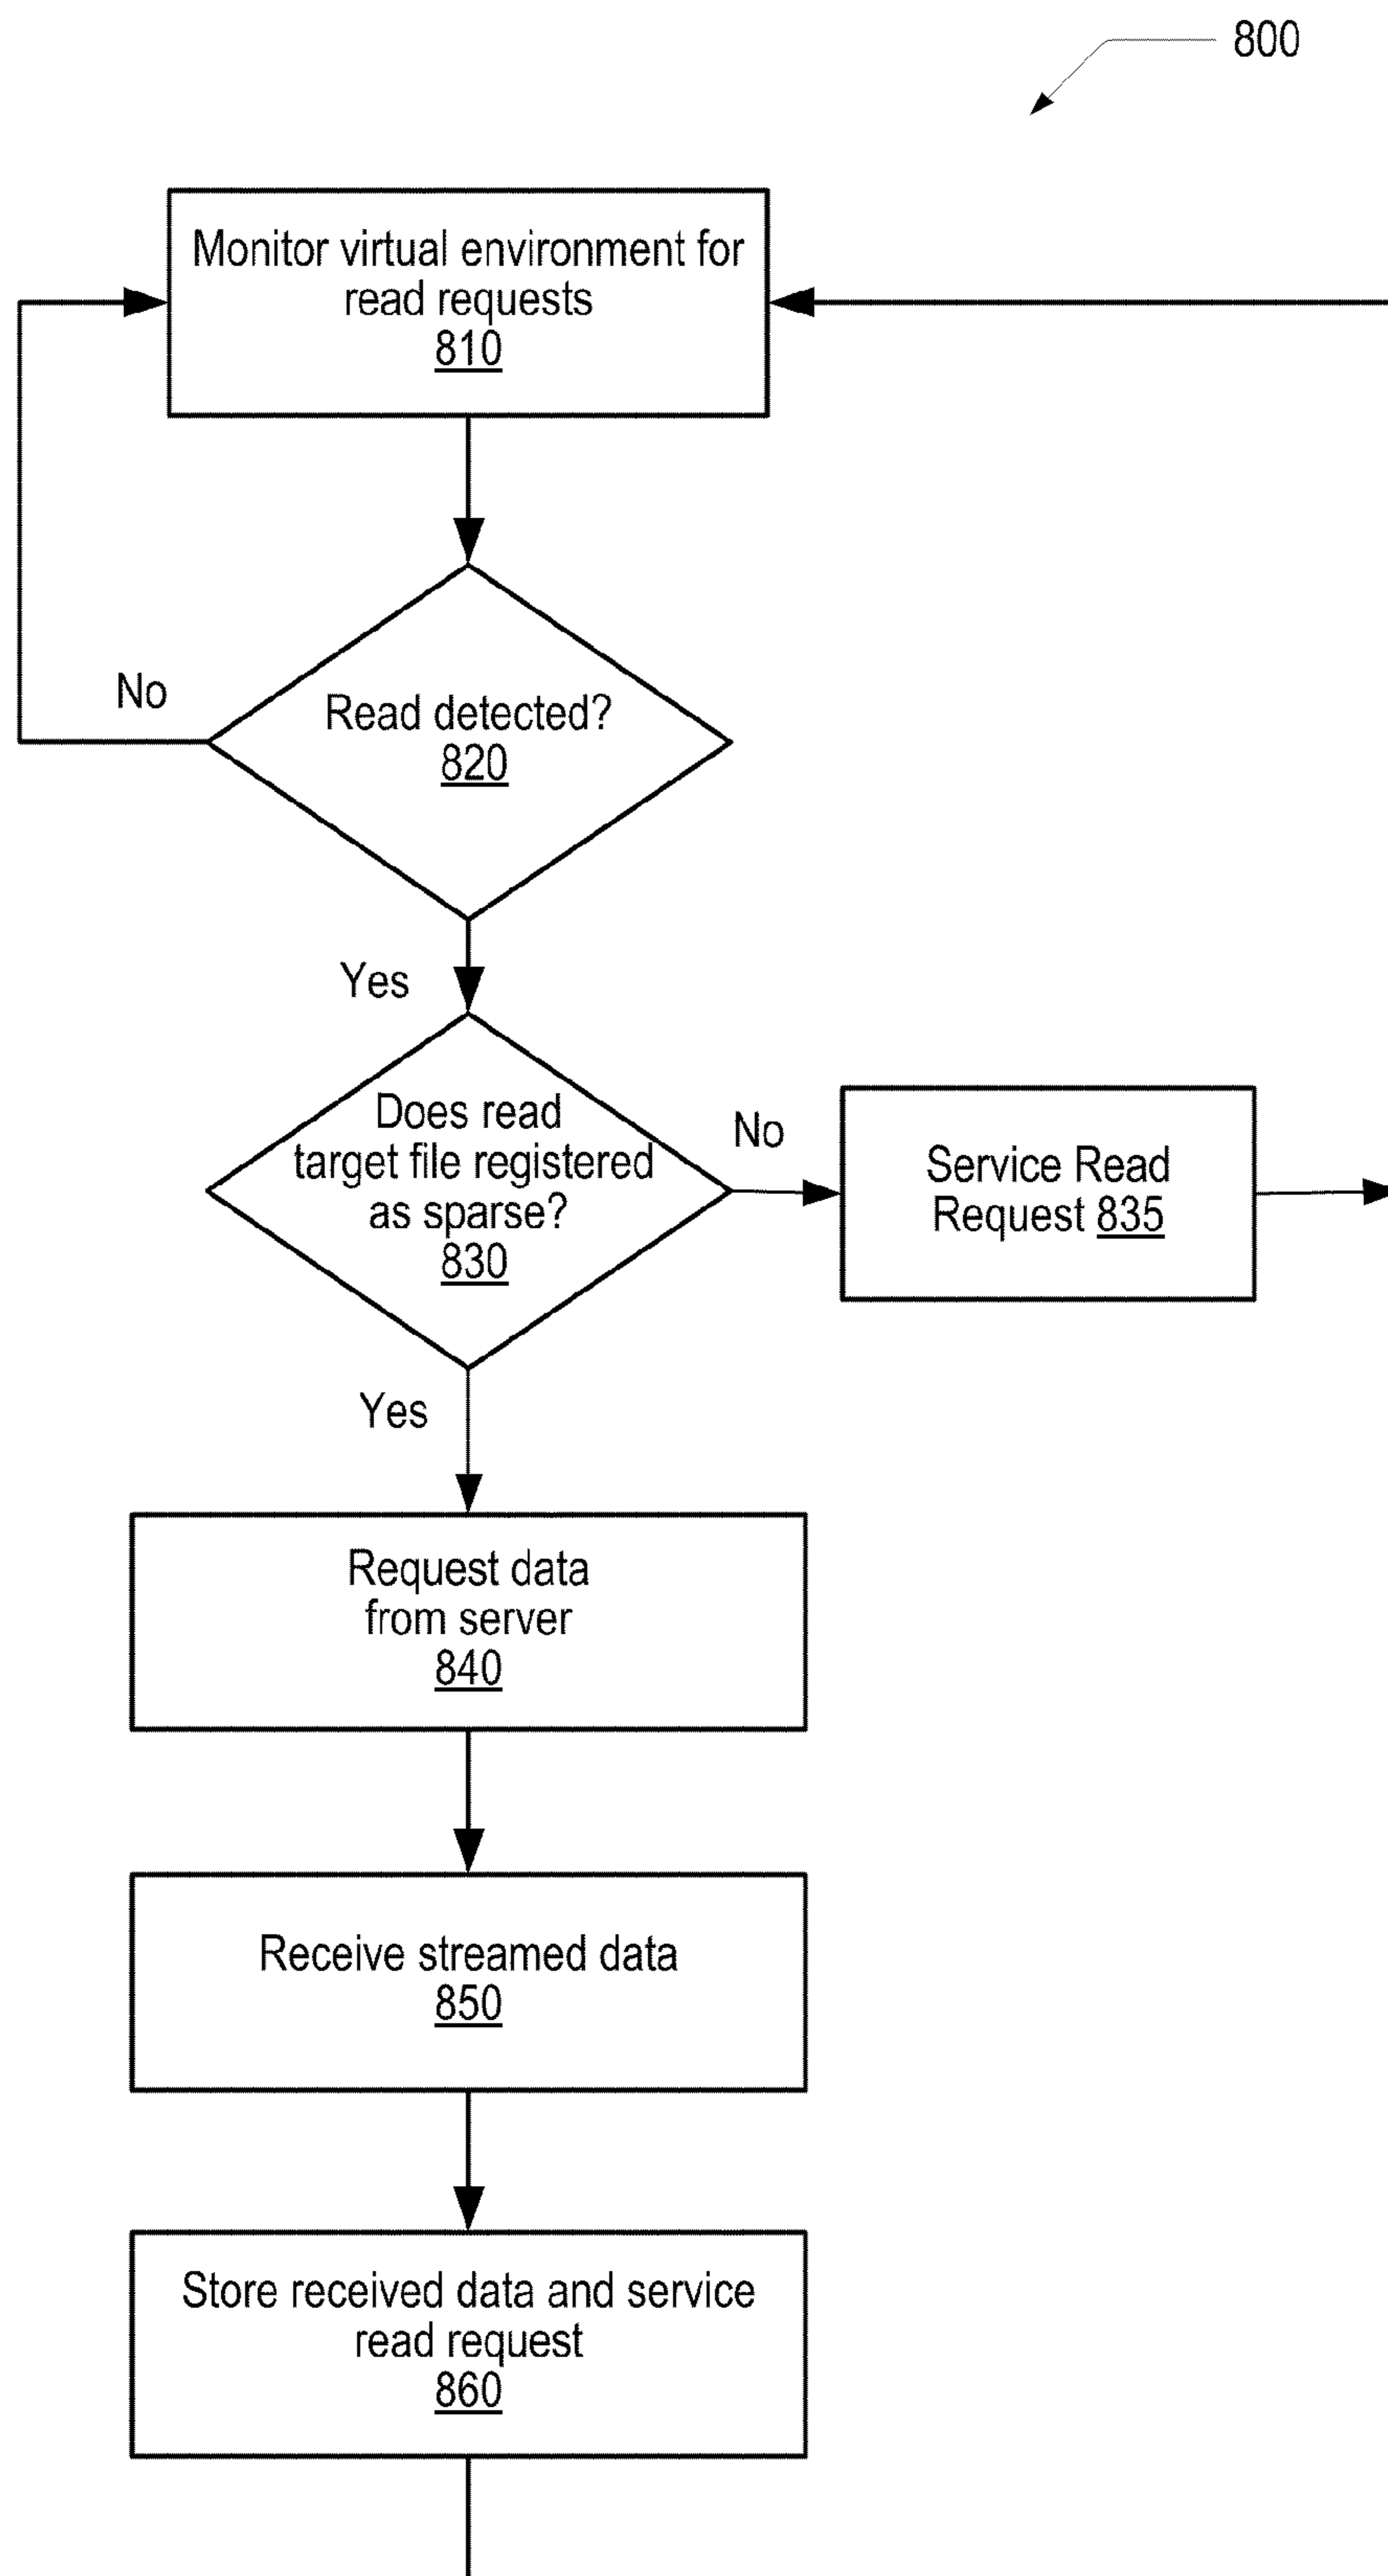 800
Monitor virtual environment for
read requests
810
No
Read detected?
820
Yes
Does read
target file registered
as sparse?
830
No
Service Read
Request 835
Yes
Request data
from server
840
Receive streamed data
850
Store received data and service
read request
860